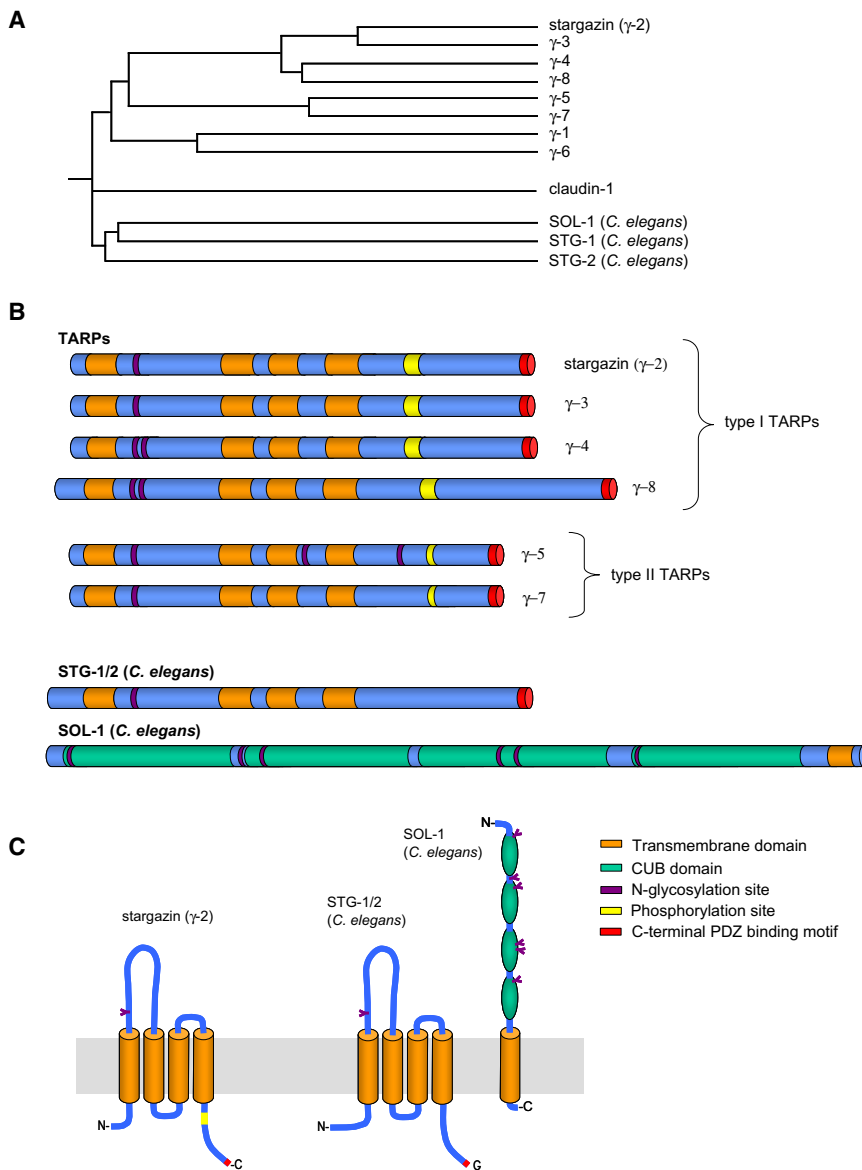 A
stargazin (γ-2)
γ-3
γ-4
γ-8
γ-5
γ-7
γ-1
γ-6
claudin-1
SOL-1 (C. elegans)
STG-1 (C. elegans)
STG-2 (C. elegans)
B
TARPs
stargazin (γ–2)
γ–3
γ–4
γ–8
type I TARPs
γ–5
γ–7
type II TARPs
STG-1/2 (C. elegans)
SOL-1 (C. elegans)
C
stargazin (γ-2)
N-
-C
STG-1/2
(C. elegans)
N-
G
SOL-1
(C. elegans)
N-
-C
Transmembrane domain
CUB domain
N-glycosylation site
Phosphorylation site
C-terminal PDZ binding motif